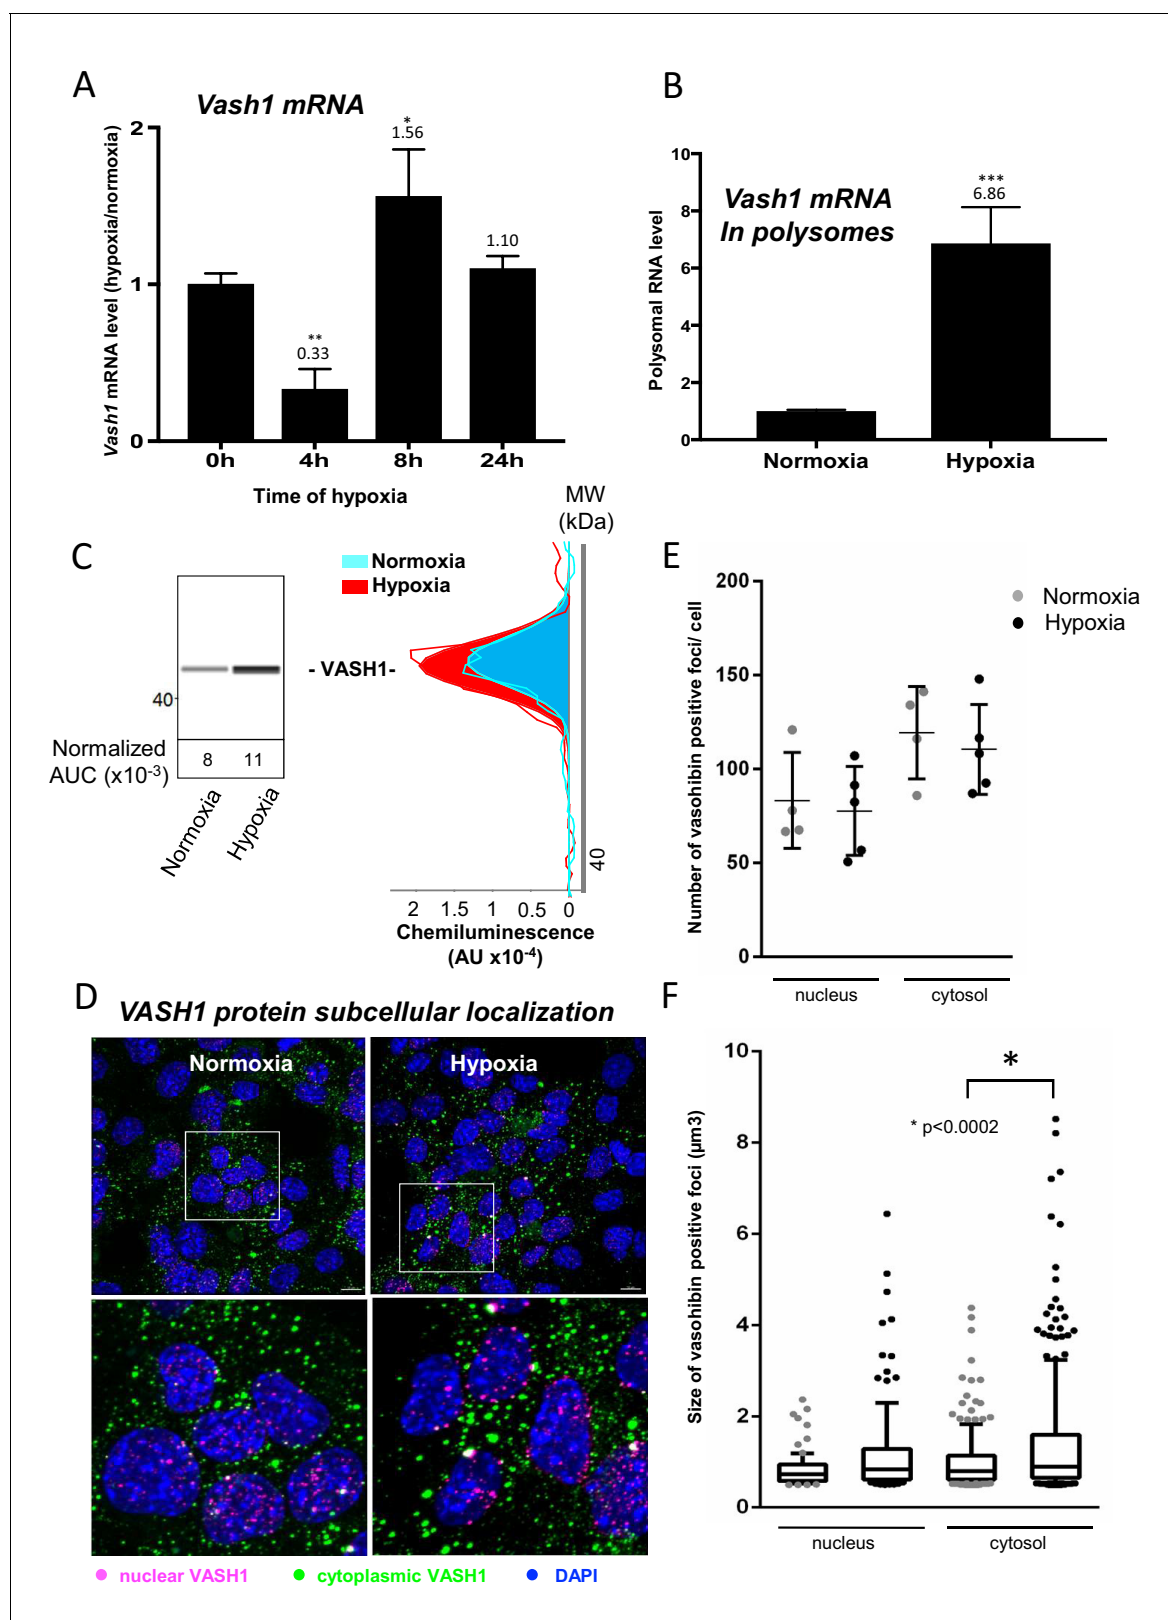 A
Vash1 mRNA
Vash1 mRNA level (hypoxia/normoxia)
2
1
0
*
1.56
**
0.33
1.10
0h 4h 8h 24h
Time of hypoxia
B
Vash1 mRNA
In polysomes
Polysomal RNA level
10
8
6
4
2
0
***
6.86
Normoxia Hypoxia
C
40
Normalized
AUC (x10-3)
8 11
Normoxia
Hypoxia
Normoxia
Hypoxia
MW
(kDa)
- VASH1-
40
2 1.5 1 0.5 0
Chemiluminescence
(AU x10-4)
E
Number of vasohibin positive foci/ cell
200
150
100
50
0
Normoxia
Hypoxia
nucleus cytosol
D
VASH1 protein subcellular localization
Normoxia Hypoxia
nuclear VASH1 cytoplasmic VASH1 DAPI
F
Size of vasohibin positive foci (µm3)
10
8
6
4
2
0
*
* p<0.0002
nucleus cytosol